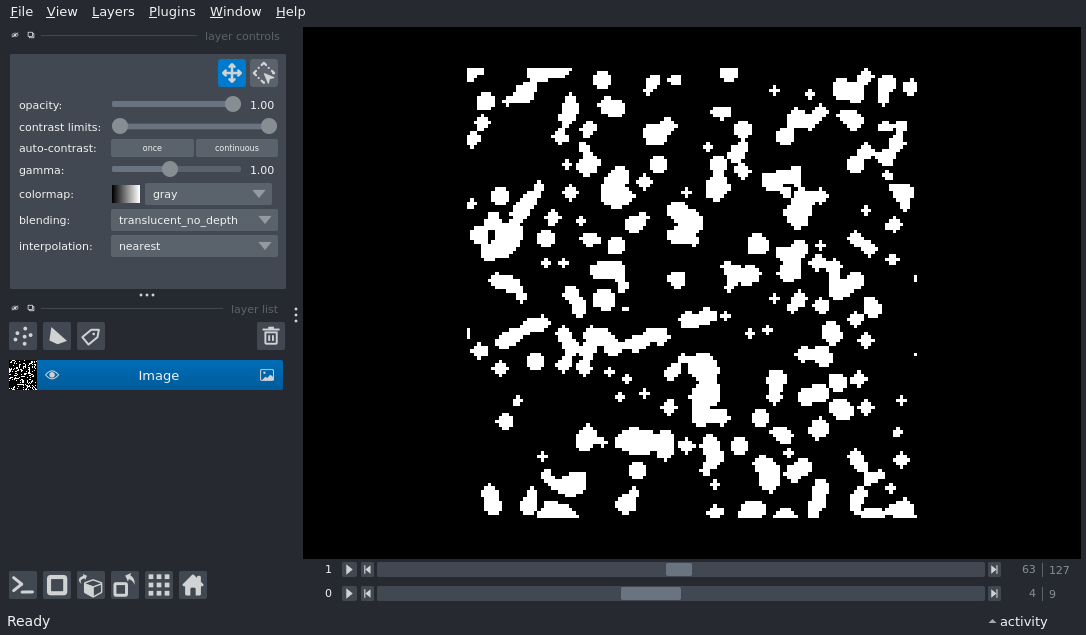 File View Layers Plugins Window Help
layer controls
opacity: 1.00
contrast limits:
auto-contrast: once continuous
gamma: 1.00
colormap: gray
blending: translucent_no_depth
interpolation: nearest
layer list
Image
1 63 127
0 4 9
Ready activity